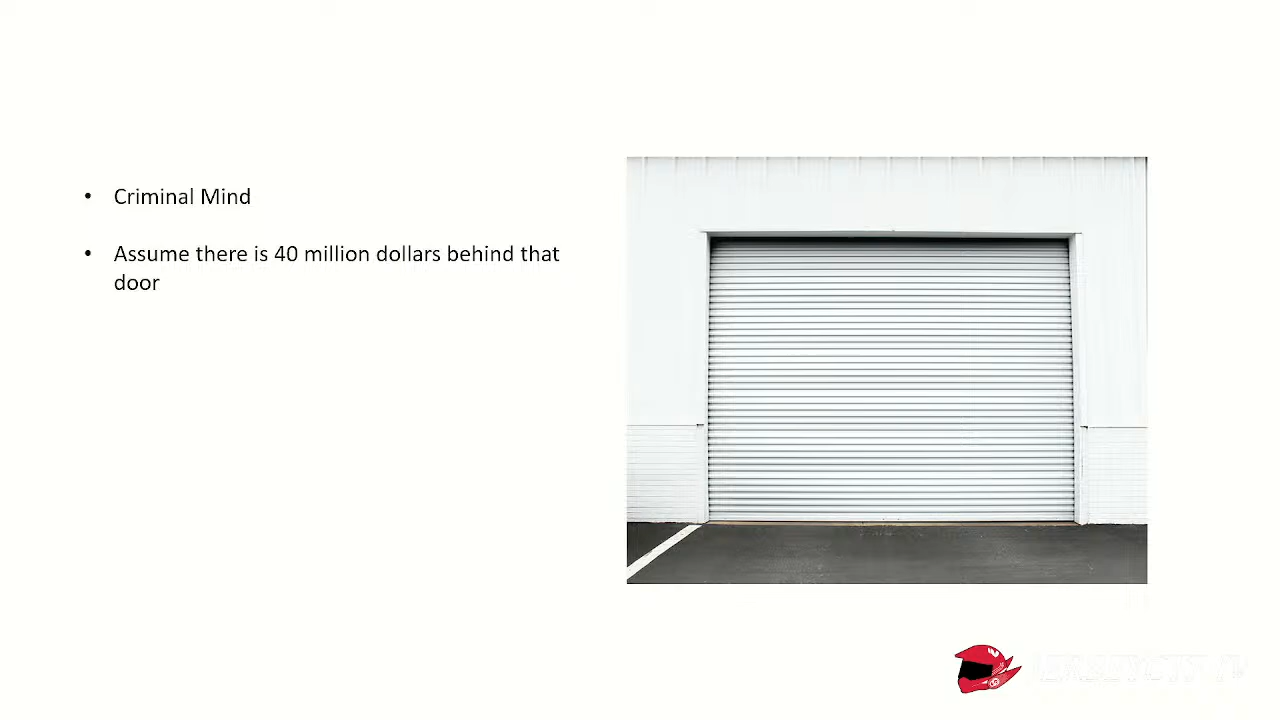 • Criminal Mind
• Assume there is 40 million dollars behind that
door